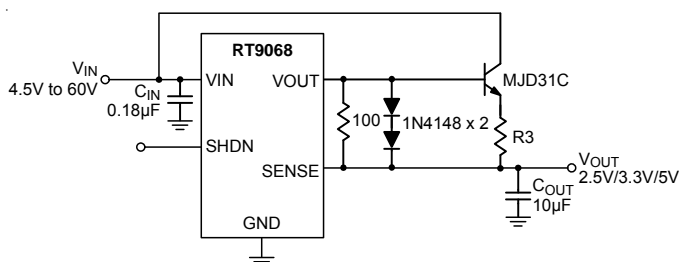 RT9068
VIN
4.5V to 60V
CIN
0.18µF
VIN
VOUT
MJD31C
100
1N4148 x 2
R3
SHDN
SENSE
VOUT
2.5V/3.3V/5V
COUT
10µF
GND